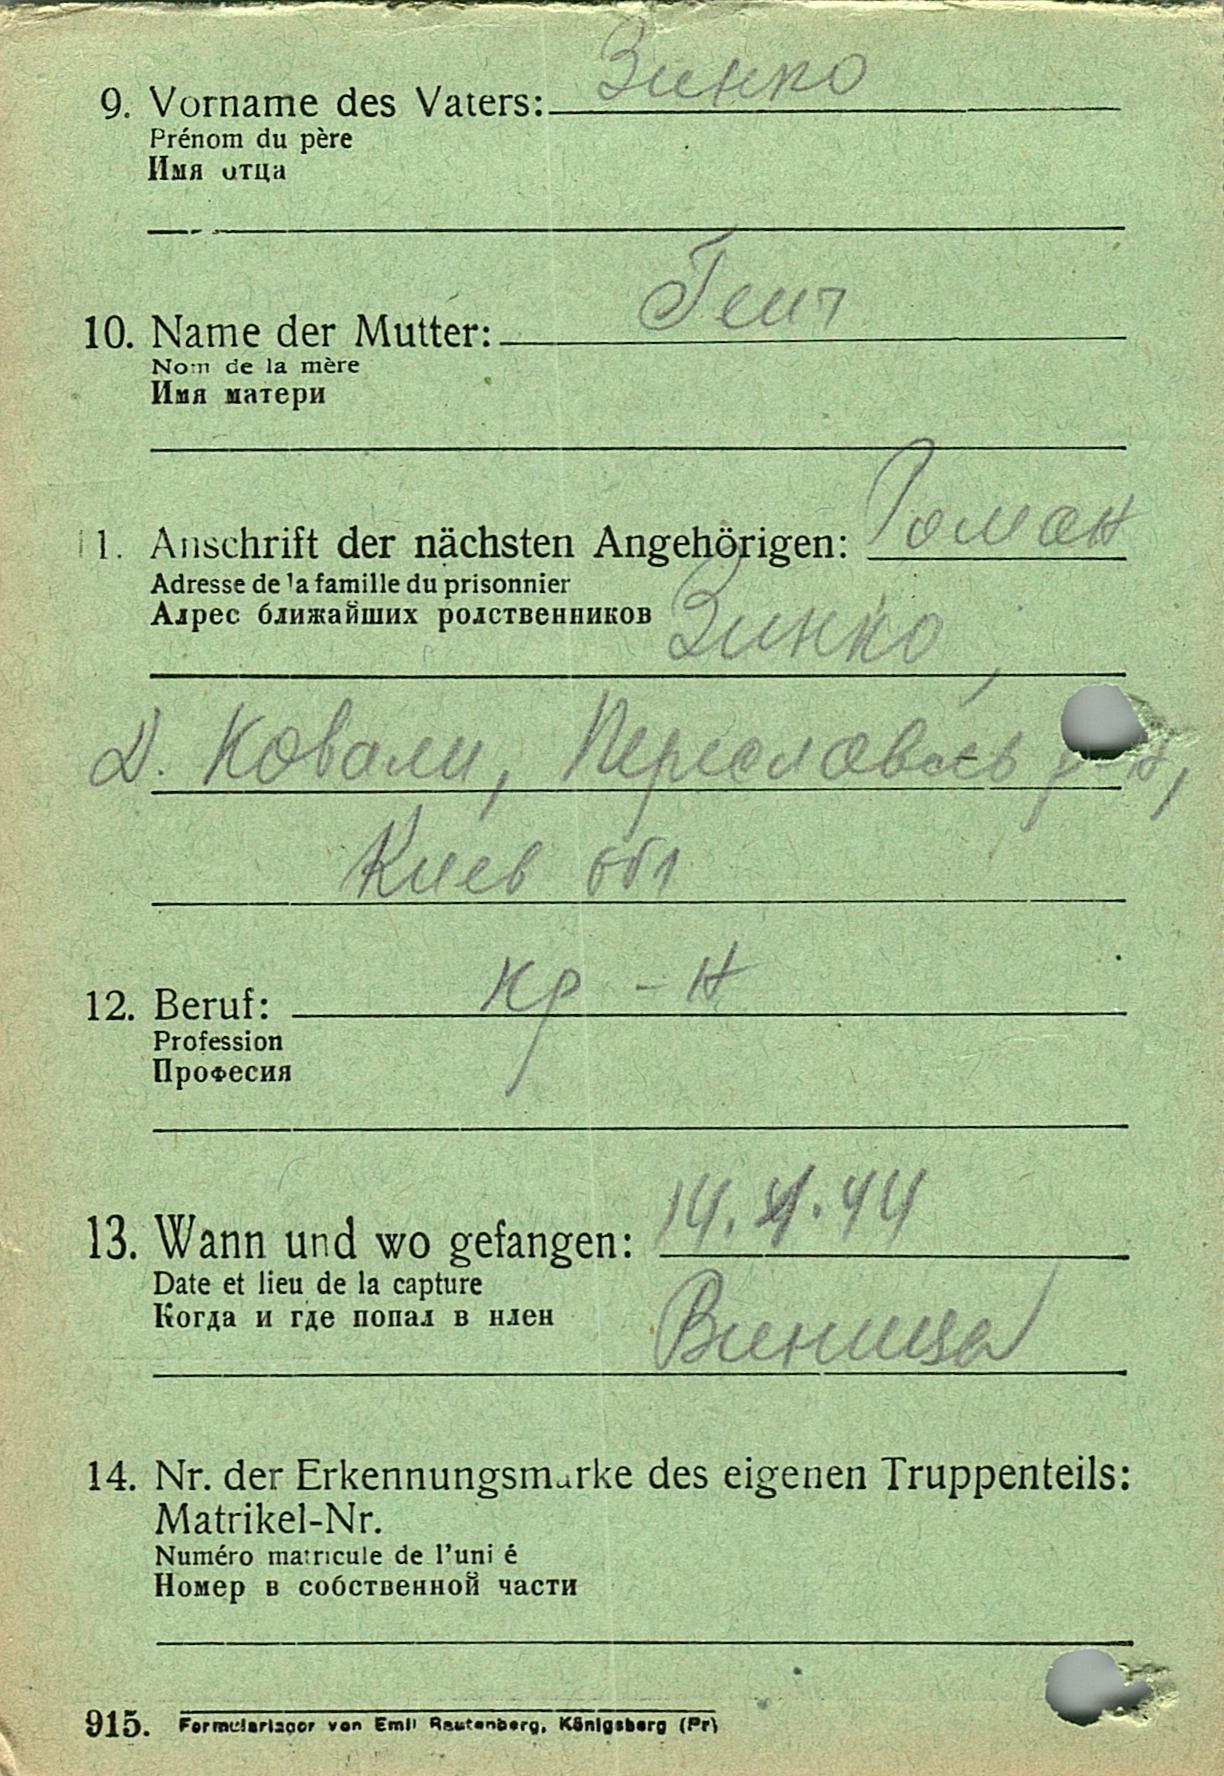 9. Vorname des Vaters: Зинко
Prénom du père
Имя отца
10. Name der Mutter:
Nom de la mère
Имя матери
11. Anschrift der nächsten Angehörigen: Роман
Adresse de la famille du prisonnier
Адрес ближайших родственников Зинко,
д. Ковали, р-н,
Киев обл
12. Beruf: кр-н
Profession
Професия
13. Wann und wo gefangen: 14. .44
Date et lieu de la capture
Когда и где попал в плен Виница
14. Nr. der Erkennungsmarke des eigenen Truppenteils:
Matrikel-Nr.
Numéro matricule de l'unité
Номер в собственной части
915. Formularlager von Emil Rautenberg, Königsberg (Pr)